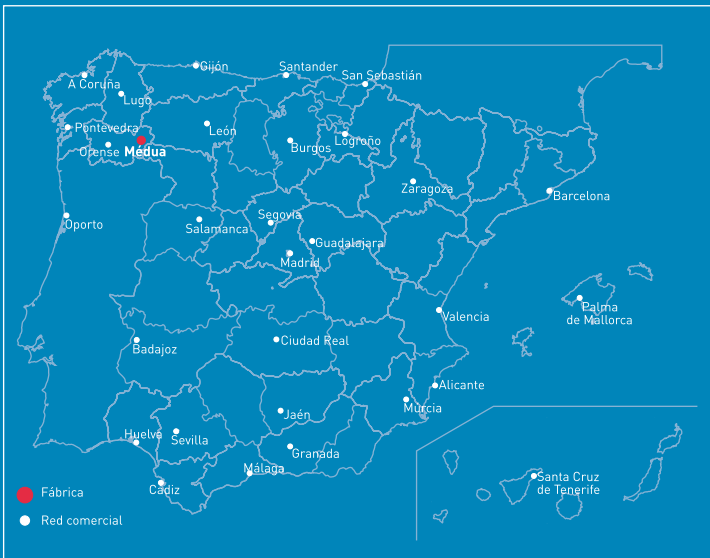 Gijón
Santander
San Sebastián
A Coruña
Lugo
Pontevedra
León
Burgos
Logroño
Orense
Médua
Zaragoza
Barcelona
Oporto
Salamanca
Segovia
Guadalajara
Madrid
Palma
de Mallorca
Valencia
Badajoz
Ciudad Real
Alicante
Murcia
Jaén
Huelva
Sevilla
Granada
Málaga
Cádiz
Santa Cruz
de Tenerife
Fábrica
Red comercial